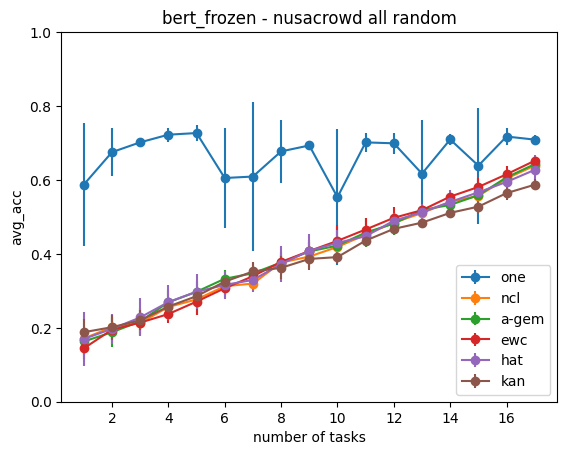 bert_frozen - nusacrowd all random
1.0
0.8
0.6
0.4
0.2
0.0
avg_acc
2 4 6 8 10 12 14 16
number of tasks
one
ncl
a-gem
ewc
hat
kan